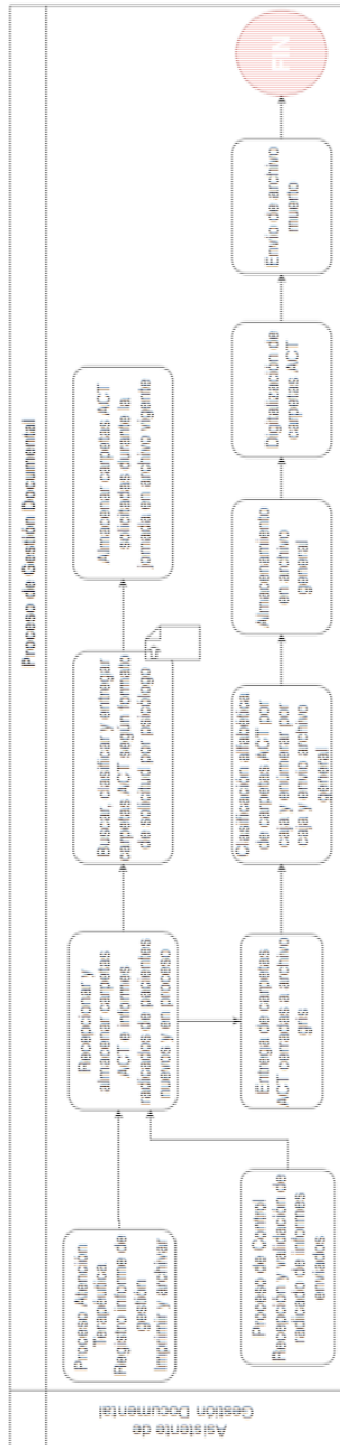 Proceso de Gestión Documental
Asistente de
Gestión Documental
Proceso Atención
Terapéutica
Registro informe de
gestión
Imprimir y archivar
Recepcionar y
almacenar carpetas
ACT e informes
radicados de pacientes
nuevos y en proceso
Buscar, clasificar y entregar
carpetas ACT según formato
de solicitud por psicólogo
Almacenar carpetas ACT
solicitadas durante la
jornada en archivo vigente
Proceso de Control
Recepción y validación de
radicado de informes
enviados
Entrega de carpetas
ACT cerradas a archivo
gris
Clasificación alfabética
de carpetas ACT por
caja y enúmerar por
caja y envio archivo
general
Almacenamiento
en archivo
general
Digitalización de
carpetas ACT
Envio de archivo
muerto
FIN